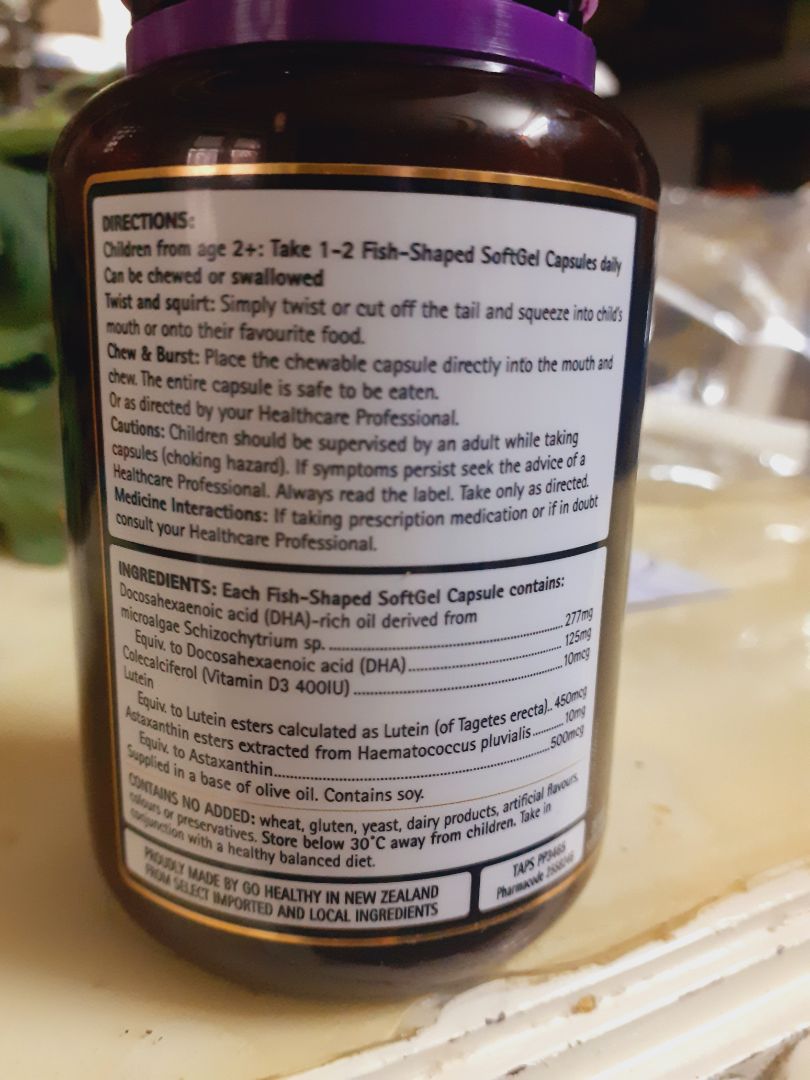 DIRECTIONS:
Children from age 2+: Take 1-2 Fish-Shaped SoftGel Capsules daily
Can be chewed or swallowed
Twist and squirt: Simply twist or cut off the tail and squeeze into child's
mouth or onto their favourite food.
Chew & Burst: Place the chewable capsule directly into the mouth and
chew. The entire capsule is safe to be eaten.
Or as directed by your Healthcare Professional.
Cautions: Children should be supervised by an adult while taking
capsules (choking hazard). If symptoms persist seek the advice of a
Healthcare Professional. Always read the label. Take only as directed.
Medicine Interactions: If taking prescription medication or if in doubt
consult your Healthcare Professional.
INGREDIENTS: Each Fish-Shaped SoftGel Capsule contains:
Docosahexaenoic acid (DHA)-rich oil derived from
microalgae Schizochytrium sp. ........ 277mg
Equiv. to Docosahexaenoic acid (DHA)........ 125mg
Colecalciferol (Vitamin D3 400IU) ........ 10mcg
Lutein
Equiv. to Lutein esters calculated as Lutein (of Tagetes erecta).. 450mcg
Astaxanthin esters extracted from Haematococcus pluvialis ........ 10mg
Equiv. to Astaxanthin........ 500mcg
Supplied in a base of olive oil. Contains soy.
CONTAINS NO ADDED: wheat, gluten, yeast, dairy products, artificial flavours,
colours or preservatives. Store below 30°C away from children. Take in
conjunction with a healthy balanced diet.
PROUDLY MADE BY GO HEALTHY IN NEW ZEALAND
FROM SELECT IMPORTED AND LOCAL INGREDIENTS
TAPS
Pharmacode